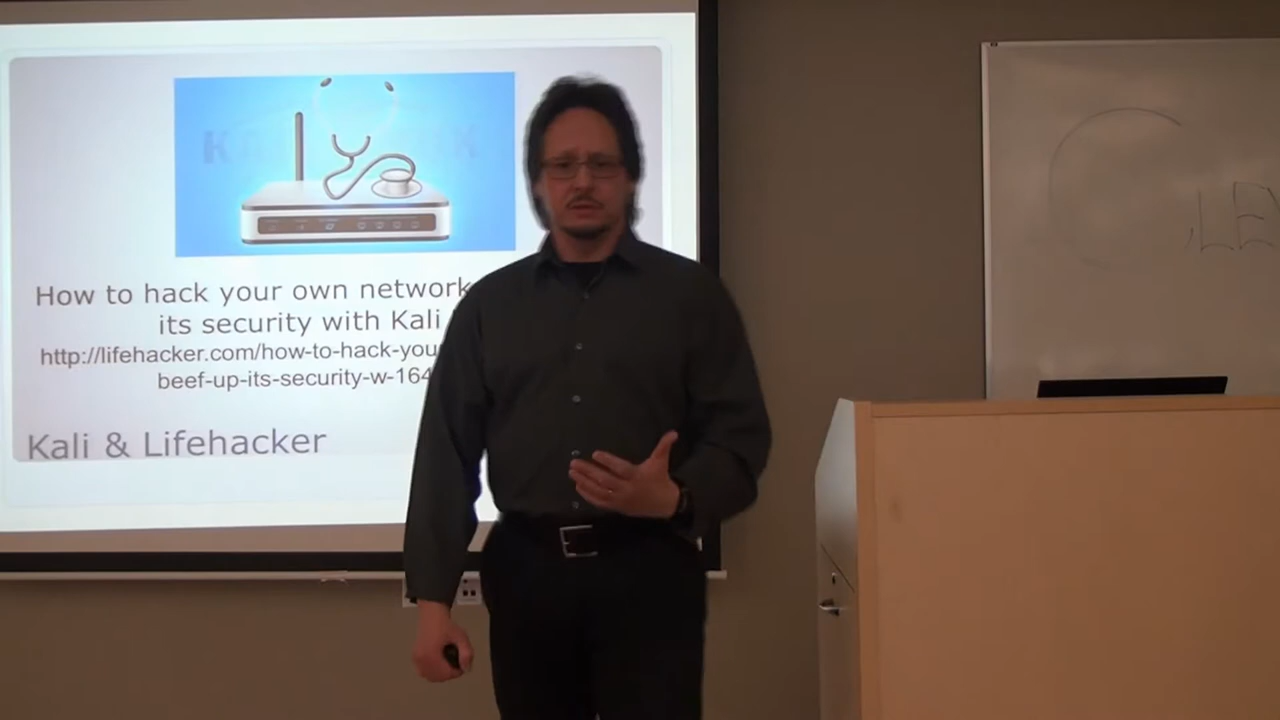 How to hack your own network
its security with Kali
http://lifehacker.com/how-to-hack-you
beef-up-its-security-w-164
Kali & Lifehacker